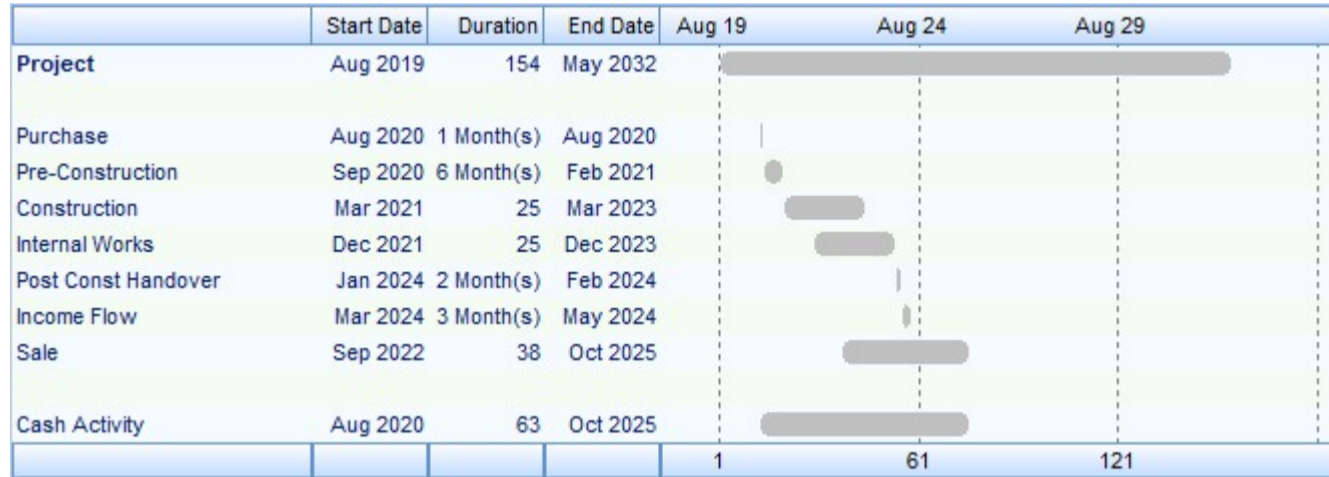 Start Date Duration End Date Aug 19 Aug 24 Aug 29
Project Aug 2019 154 May 2032
Purchase Aug 2020 1 Month(s) Aug 2020
Pre-Construction Sep 2020 6 Month(s) Feb 2021
Construction Mar 2021 25 Mar 2023
Internal Works Dec 2021 25 Dec 2023
Post Const Handover Jan 2024 2 Month(s) Feb 2024
Income Flow Mar 2024 3 Month(s) May 2024
Sale Sep 2022 38 Oct 2025
Cash Activity Aug 2020 63 Oct 2025
1 61 121